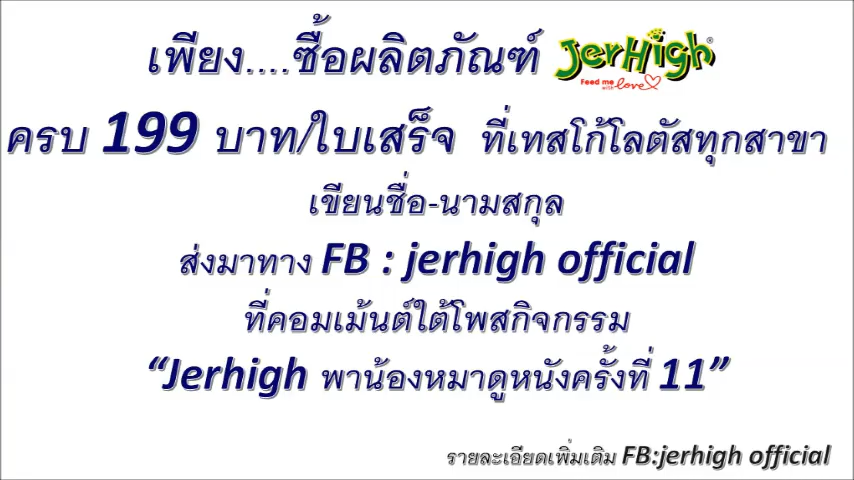 เพียง....ซื้อผลิตภัณฑ์ JerHigh®
Feed me with love
ครบ 199 บาท/ใบเสร็จ ที่เทสโก้โลตัสทุกสาขา
เขียนชื่อ-นามสกุล
ส่งมาทาง FB : jerhigh official
ที่คอมเม้นต์ใต้โพสกิจกรรม
“Jerhigh พาน้องหมาดูหนังครั้งที่ 11”
รายละเอียดเพิ่มเติม FB:jerhigh official